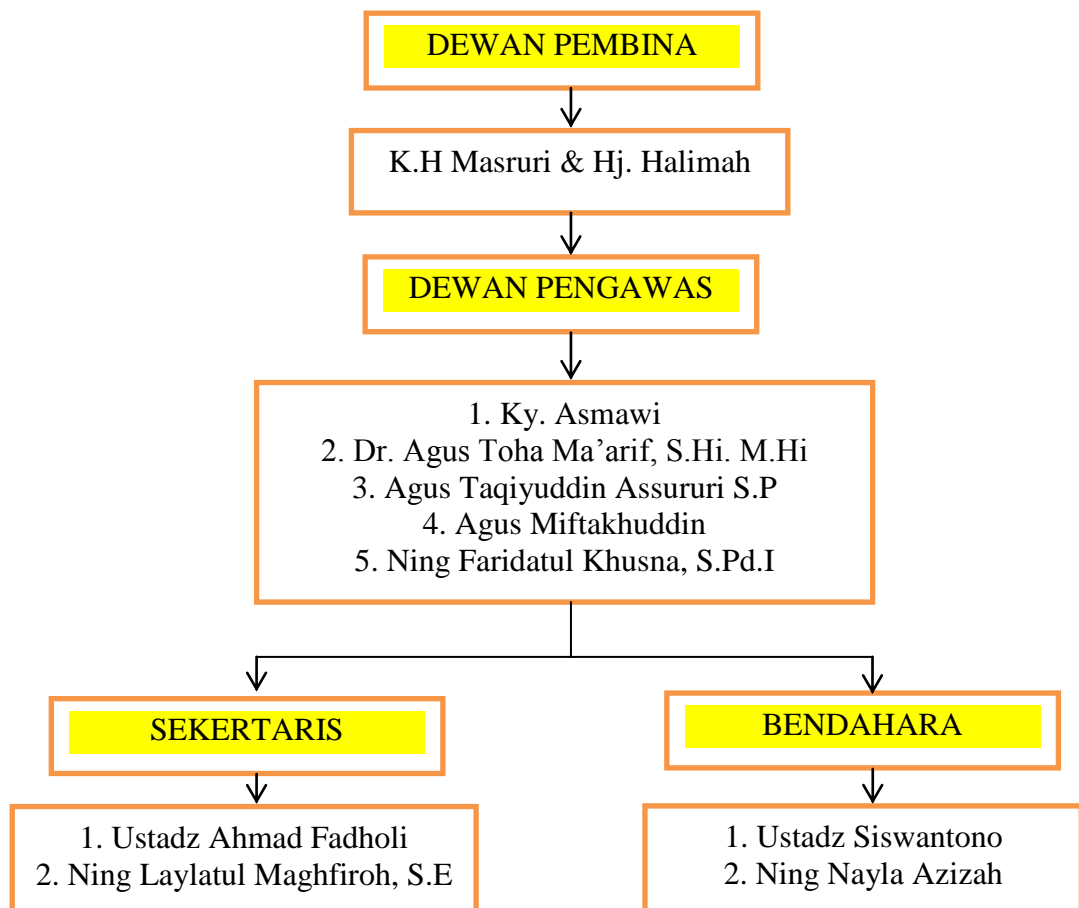 DEWAN PEMBINA
K.H Masruri & Hj. Halimah
DEWAN PENGAWAS
1. Ky. Asmawi
2. Dr. Agus Toha Ma’arif, S.Hi. M.Hi
3. Agus Taqiyuddin Assururi S.P
4. Agus Miftakhuddin
5. Ning Faridatul Khusna, S.Pd.I
SEKERTARIS
1. Ustadz Ahmad Fadholi
2. Ning Laylatul Maghfiroh, S.E
BENDAHARA
1. Ustadz Siswantono
2. Ning Nayla Azizah